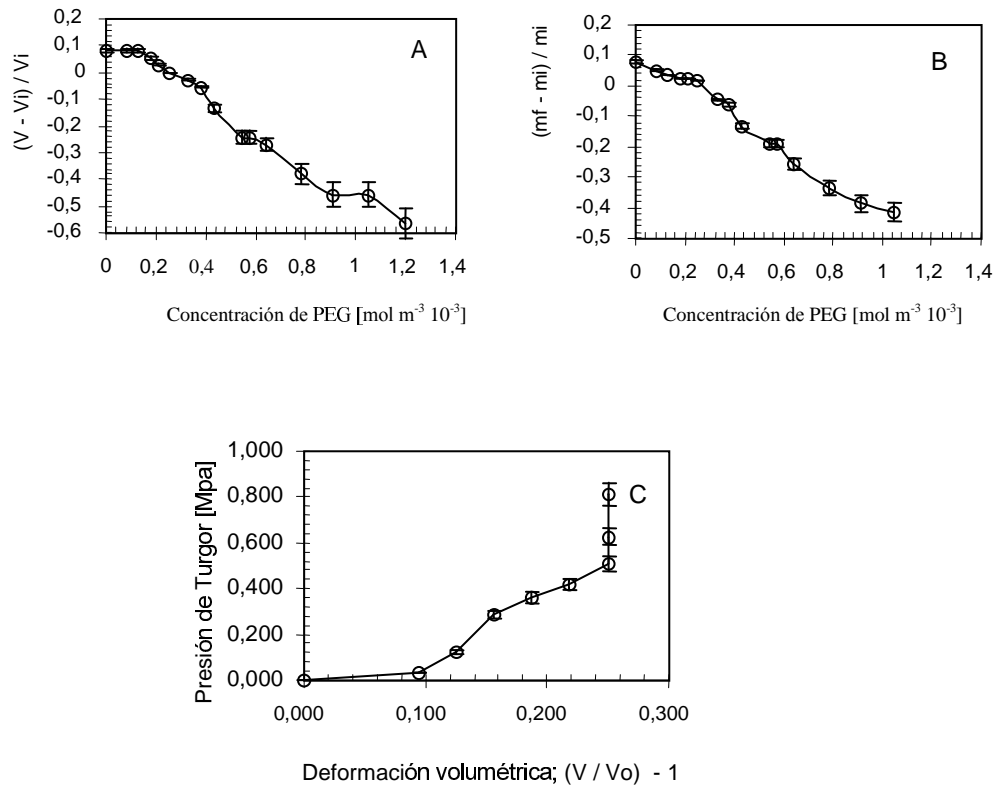 A
(V - Vi) / Vi
0,2
0,1
0
-0,1
-0,2
-0,3
-0,4
-0,5
-0,6
0 0,2 0,4 0,6 0,8 1 1,2 1,4
Concentración de PEG [mol m-3 10-3]
B
(mf - mi) / mi
0,2
0,1
0
-0,1
-0,2
-0,3
-0,4
-0,5
0 0,2 0,4 0,6 0,8 1 1,2 1,4
Concentración de PEG [mol m-3 10-3]
C
Presión de Turgor [Mpa]
1,000
0,800
0,600
0,400
0,200
0,000
0,000 0,100 0,200 0,300
Deformación volumétrica; (V / Vo) - 1